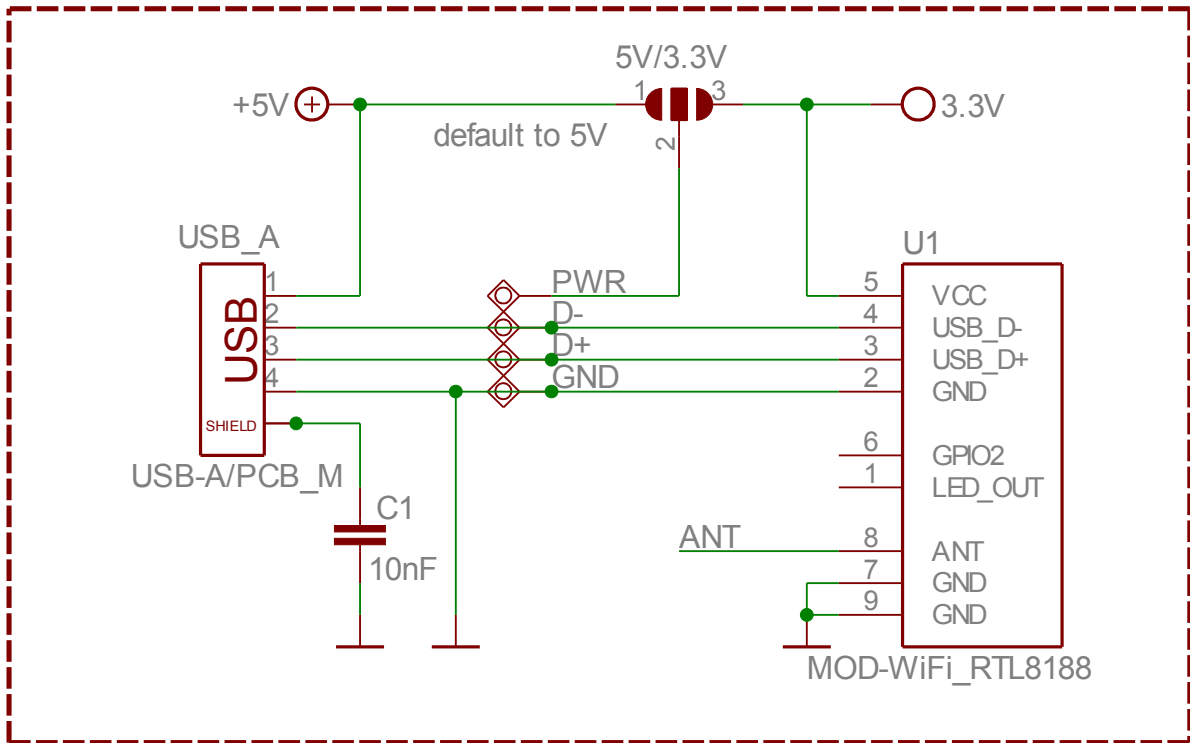 5V/3.3V
+5V
1
3
3.3V
default to 5V
2
USB_A
U1
USB
1
2
3
4
SHIELD
USB-A/PCB_M
PWR
D-
D+
GND
5
VCC
4
USB_D-
3
USB_D+
2
GND
6
GPIO2
1
LED_OUT
C1
10nF
ANT
8
ANT
7
GND
9
GND
MOD-WiFi_RTL8188